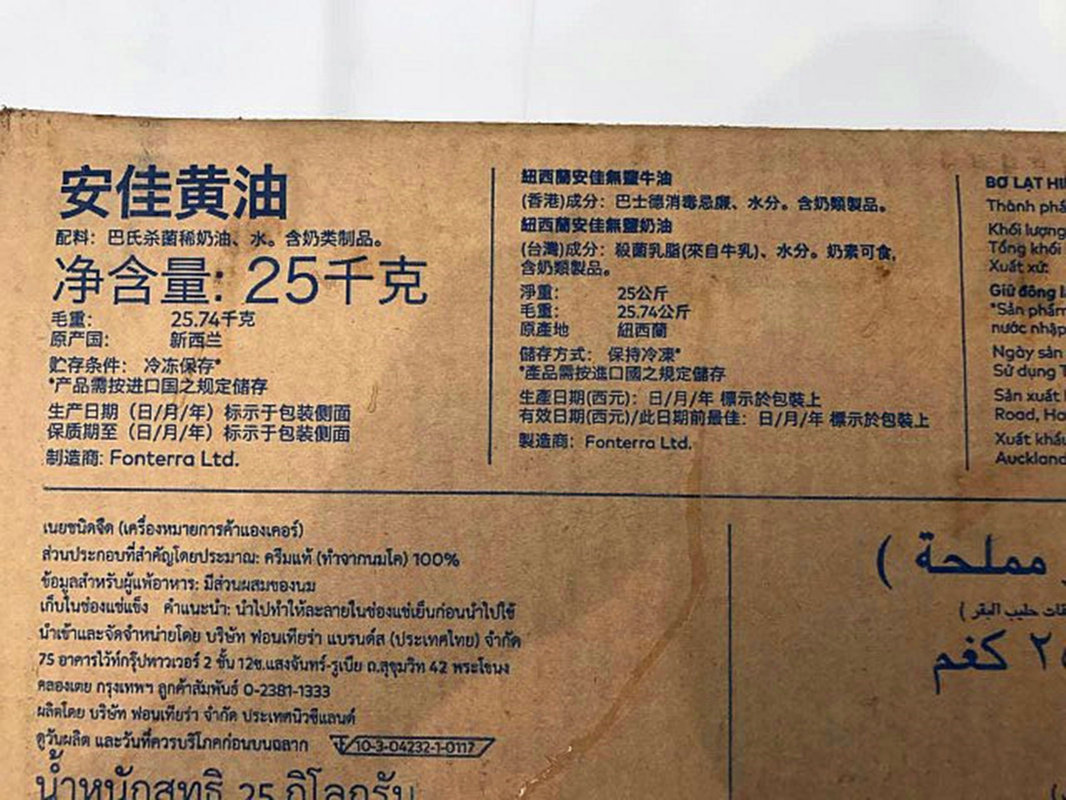 安佳黄油
配料：巴氏杀菌稀奶油、水。含奶类制品。
净含量: 25千克
毛重： 25.74千克
原产国： 新西兰
贮存条件： 冷冻保存*
*产品需按进口国之规定储存
生产日期（日/月/年）标示于包装侧面
保质期至（日/月/年）标示于包装侧面
制造商: Fonterra Ltd.
紐西蘭安佳無鹽牛油
(香港)成分：巴士德消毒忌廉、水分。含奶類製品。
紐西蘭安佳無鹽奶油
(台灣)成分：殺菌乳脂(來自牛乳)、水分。奶素可食,
含奶類製品。
淨重： 25公斤
毛重： 25.74公斤
原產地 紐西蘭
儲存方式： 保持冷凍*
*產品需按進口國之規定儲存
生產日期(西元)：日/月/年 標示於包裝上
有效日期(西元)/此日期前最佳：日/月/年 標示於包裝上
製造商：Fonterra Ltd.
BƠ LẠT
Thành
Khối lượng
Tổng khối
Xuất xứ:
Giữ đông
*Sản phẩm
nước nhập
Ngày sản
Sử dụng
Sản xuất
Road,
Xuất khẩu
Auckland
เนยชนิดจืด (เครื่องหมายการค้าแองเคอร์)
ส่วนประกอบที่สำคัญโดยประมาณ: ครีมแท้ (ทำจากนมโค) 100%
ข้อมูลสำหรับผู้แพ้อาหาร: มีส่วนผสมของนม
เก็บในช่องแช่แข็ง คำแนะนำ: นำไปทำให้ละลายในช่องแช่เย็นก่อนนำไปใช้
นำเข้าและจัดจำหน่ายโดย บริษัท ฟอนเทียร่า แบรนด์ส (ประเทศไทย) จำกัด
75 อาคารไว้ท์กรุ๊ปทาวเวอร์ 2 ชั้น 12ซ.แสงจันทร์-รูเบีย ถ.สุขุมวิท 42 พระโขนง
คลองเตย กรุงเทพฯ ลูกค้าสัมพันธ์ 0-2381-1333
ผลิตโดย บริษัท ฟอนเทียร่า จำกัด ประเทศนิวซีแลนด์
ดูวันผลิต และวันที่ควรบริโภคก่อนบนฉลาก 10-3-04232-1-0117
น้ำหนักสุทธิ 25 กิโลกรัม
مملحة )
حليب البقر )
كغم